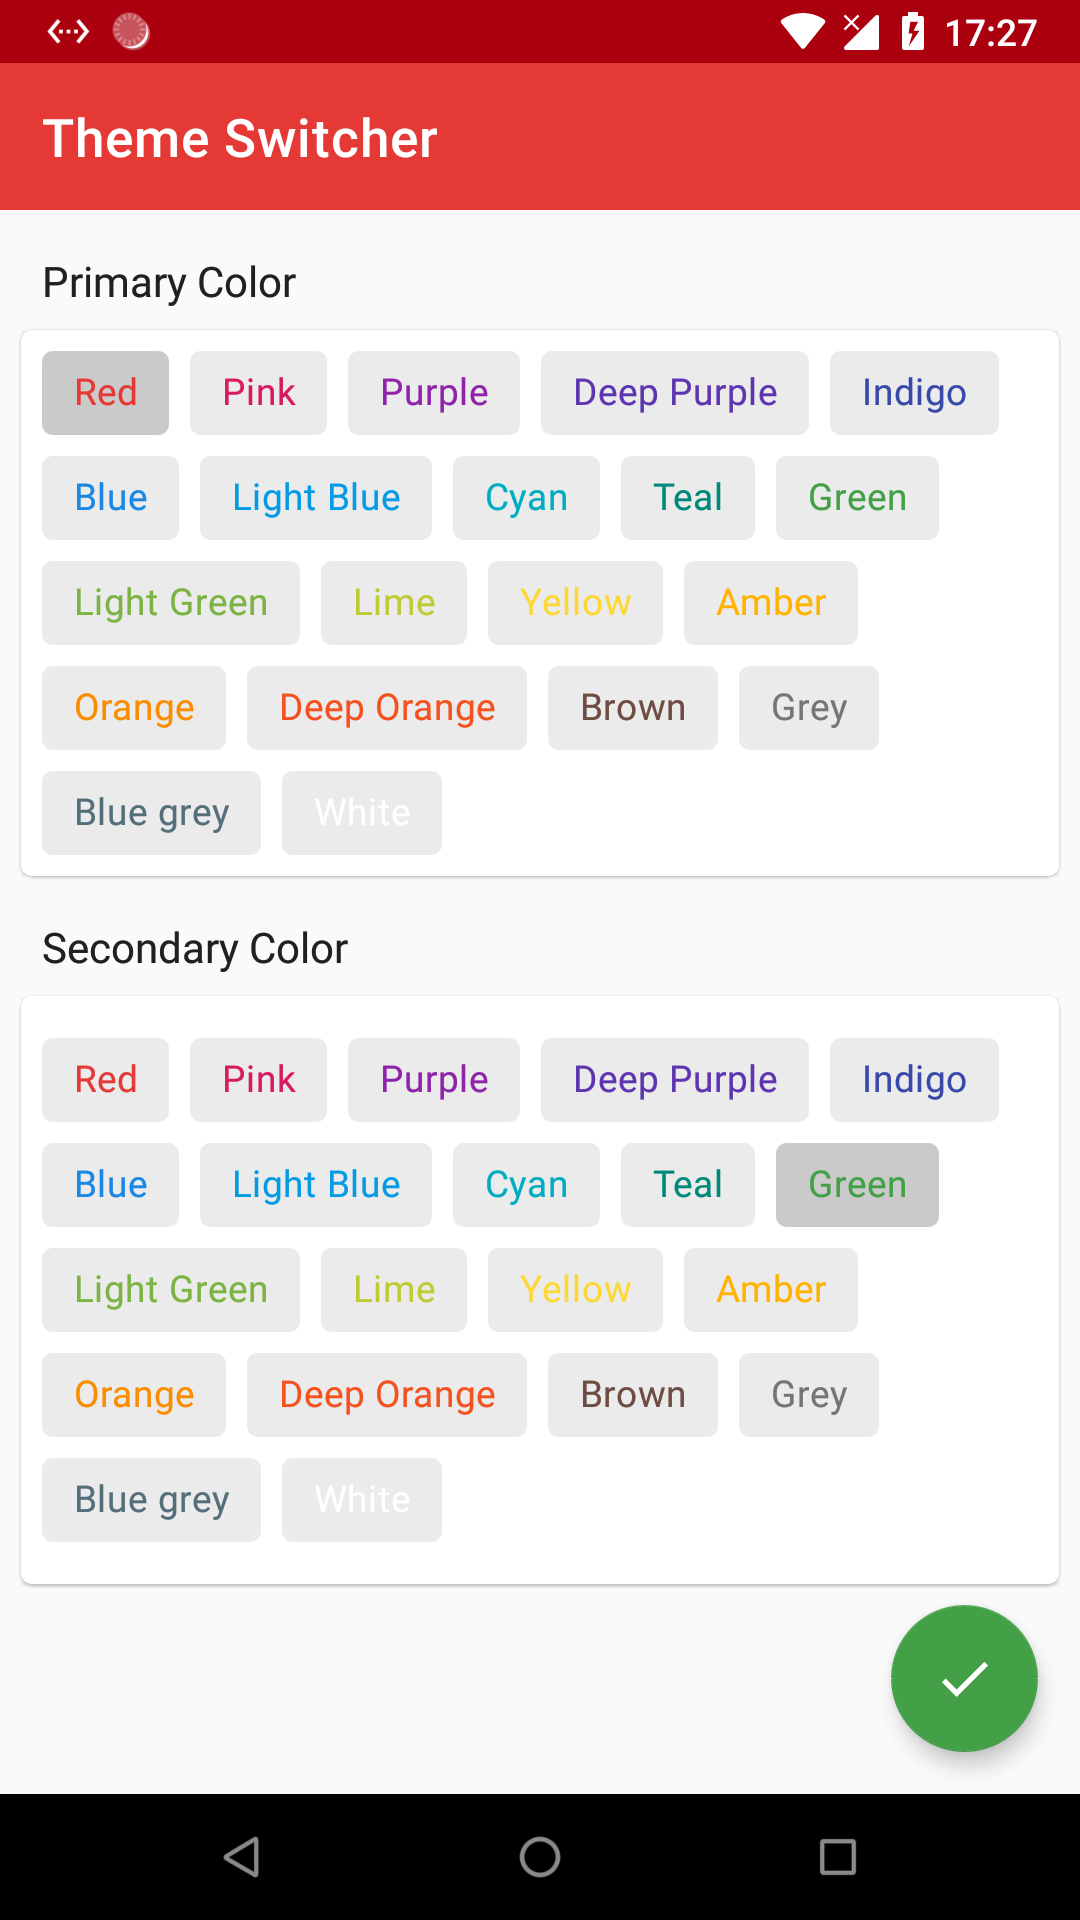 17:27
Theme Switcher
Primary Color
Red Pink Purple Deep Purple Indigo
Blue Light Blue Cyan Teal Green
Light Green Lime Yellow Amber
Orange Deep Orange Brown Grey
Blue grey White
Secondary Color
Red Pink Purple Deep Purple Indigo
Blue Light Blue Cyan Teal Green
Light Green Lime Yellow Amber
Orange Deep Orange Brown Grey
Blue grey White